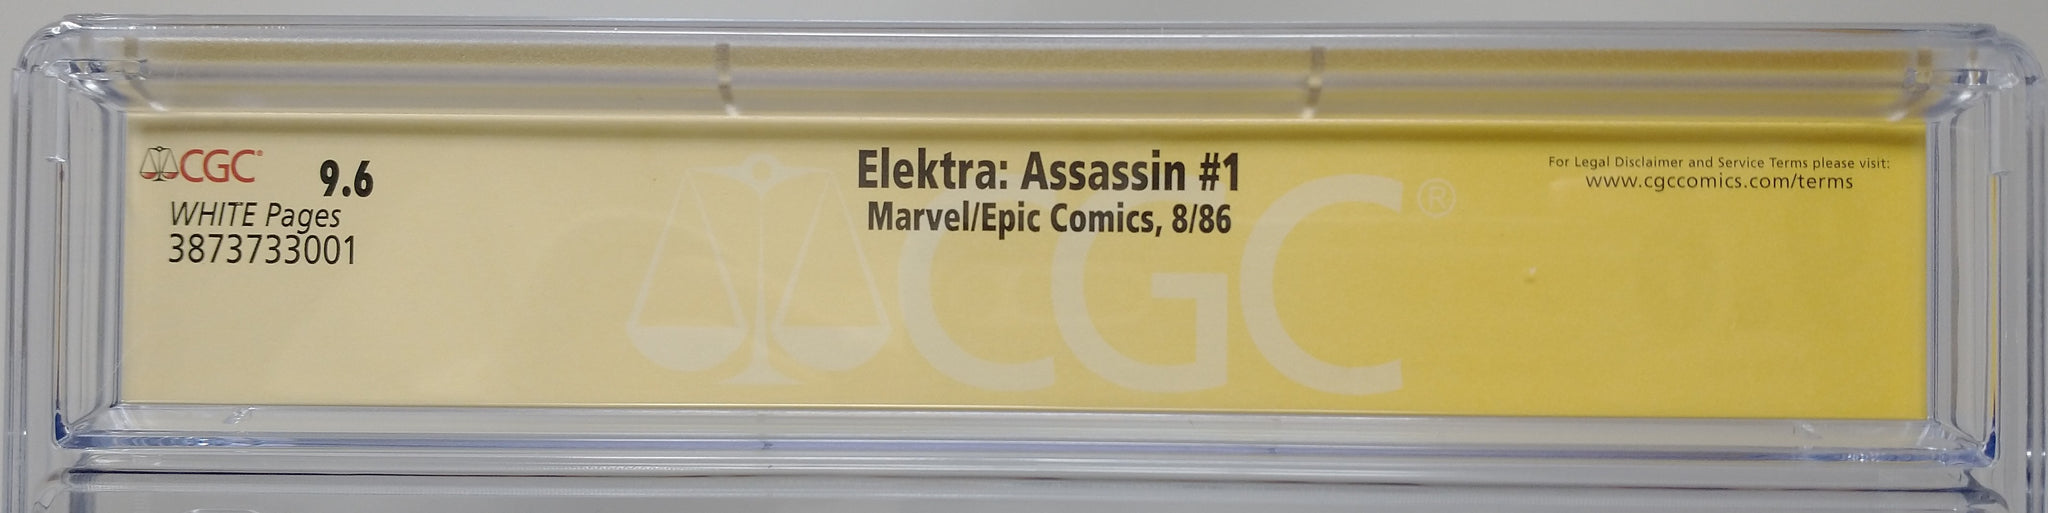 CGC® 9.6
WHITE Pages
3873733001
Elektra: Assassin #1
Marvel/Epic Comics, 8/86
For Legal Disclaimer and Service Terms please visit:
www.cgccomics.com/terms
CGC®